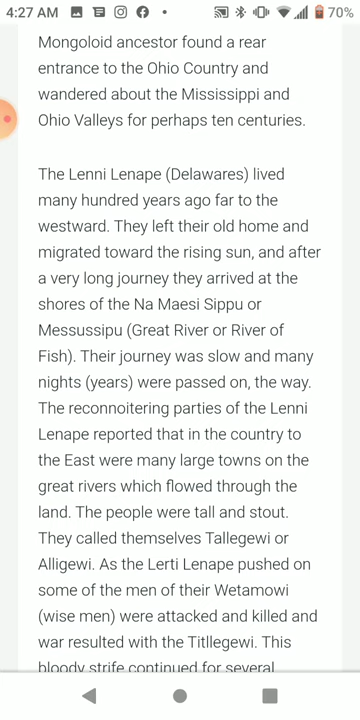 4:27 AM
70%
Mongoloid ancestor found a rear
entrance to the Ohio Country and
wandered about the Mississippi and
Ohio Valleys for perhaps ten centuries.
The Lenni Lenape (Delawares) lived
many hundred years ago far to the
westward. They left their old home and
migrated toward the rising sun, and after
a very long journey they arrived at the
shores of the Na Maesi Sippu or
Messussipu (Great River or River of
Fish). Their journey was slow and many
nights (years) were passed on, the way.
The reconnoitering parties of the Lenni
Lenape reported that in the country to
the East were many large towns on the
great rivers which flowed through the
land. The people were tall and stout.
They called themselves Tallegewi or
Alligewi. As the Lerti Lenape pushed on
some of the men of their Wetamowi
(wise men) were attacked and killed and
war resulted with the Titllegewi. This
bloody strife continued for several